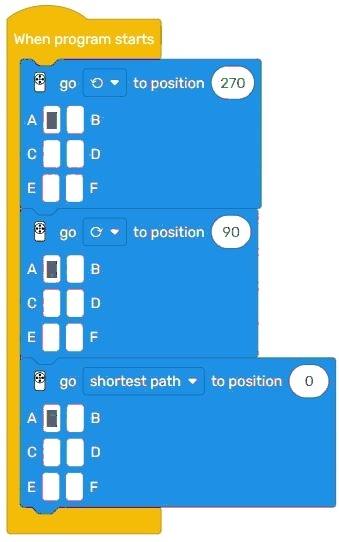 When program starts
go to position 270
A B
C D
E F
go to position 90
A B
C D
E F
go shortest path to position 0
A B
C D
E F